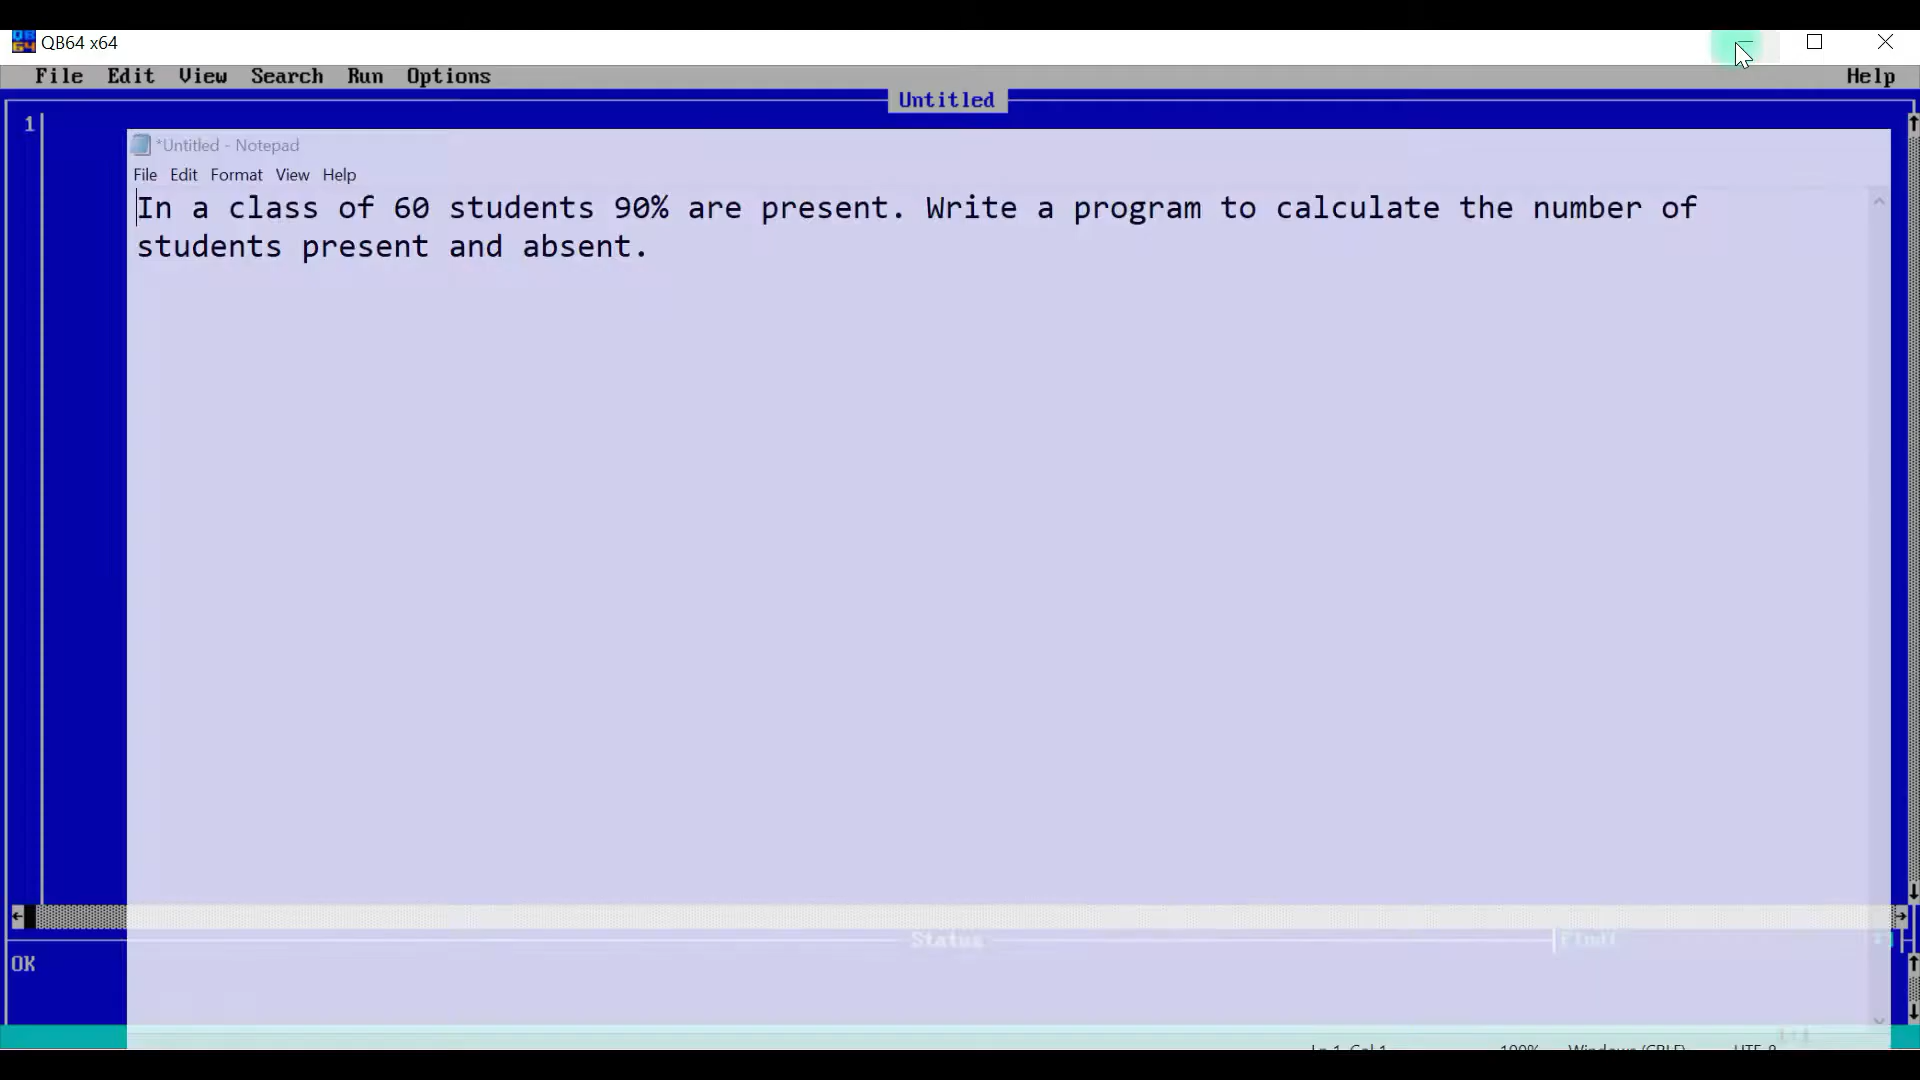 QB64 x64
File Edit View Search Run Options Help
Untitled
1
*Untitled - Notepad
File Edit Format View Help
In a class of 60 students 90% are present. Write a program to calculate the number of
students present and absent.
Status
OK